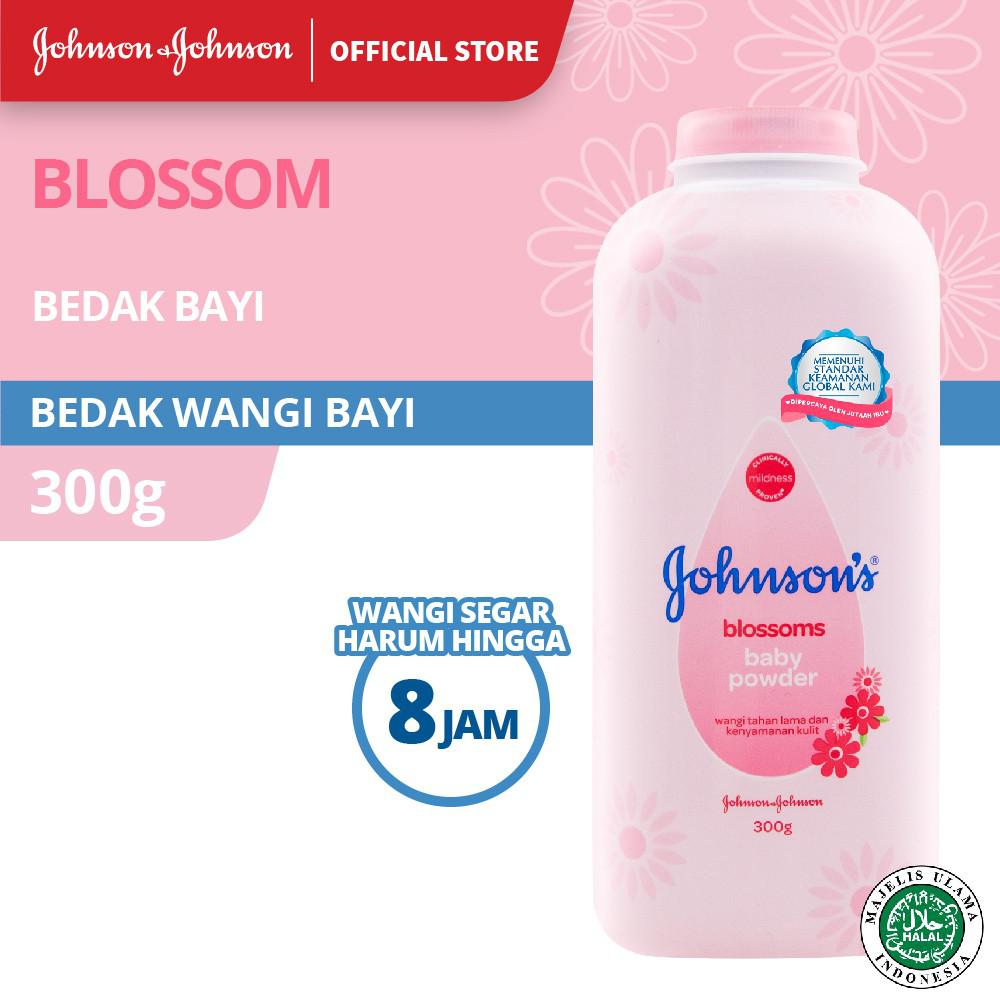 Johnson & Johnson
OFFICIAL STORE
BLOSSOM
BEDAK BAYI
BEDAK WANGI BAYI
300g
WANGI SEGAR
HARUM HINGGA
8 JAM
MEMENUHI
STANDAR
KEAMANAN
GLOBAL KAMI
♥DIPERCAYA OLEH JUTAAN IBU♥
CLINICALLY
mildness
PROVEN®
Johnson's®
blossoms
baby
powder
wangi tahan lama dan
kenyamanan kulit
Johnson & Johnson
300g
MAJELIS ULAMA
حلال
HALAL
INDONESIA